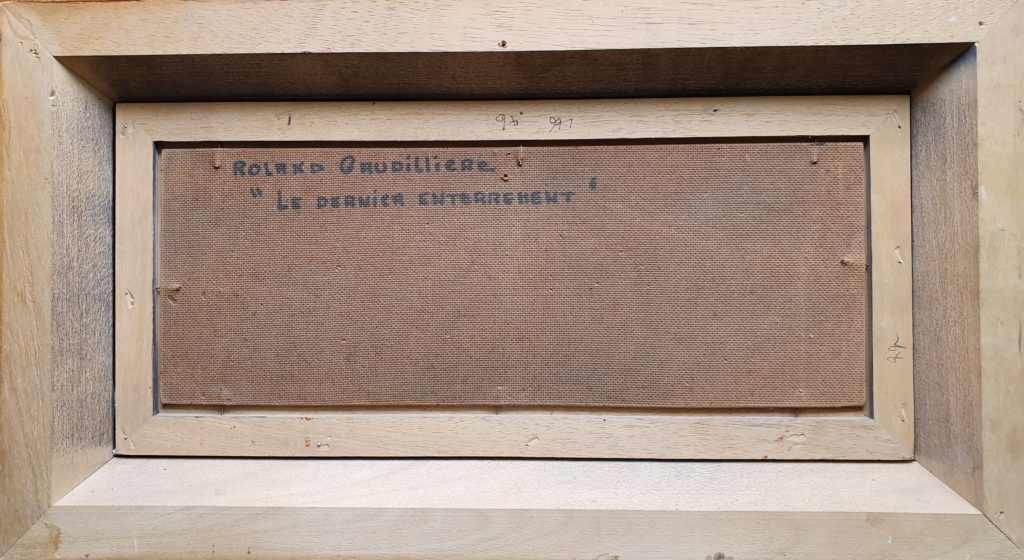 ROLAND GAUDILLIERE
" LE DERNIER ENTERREMENT "